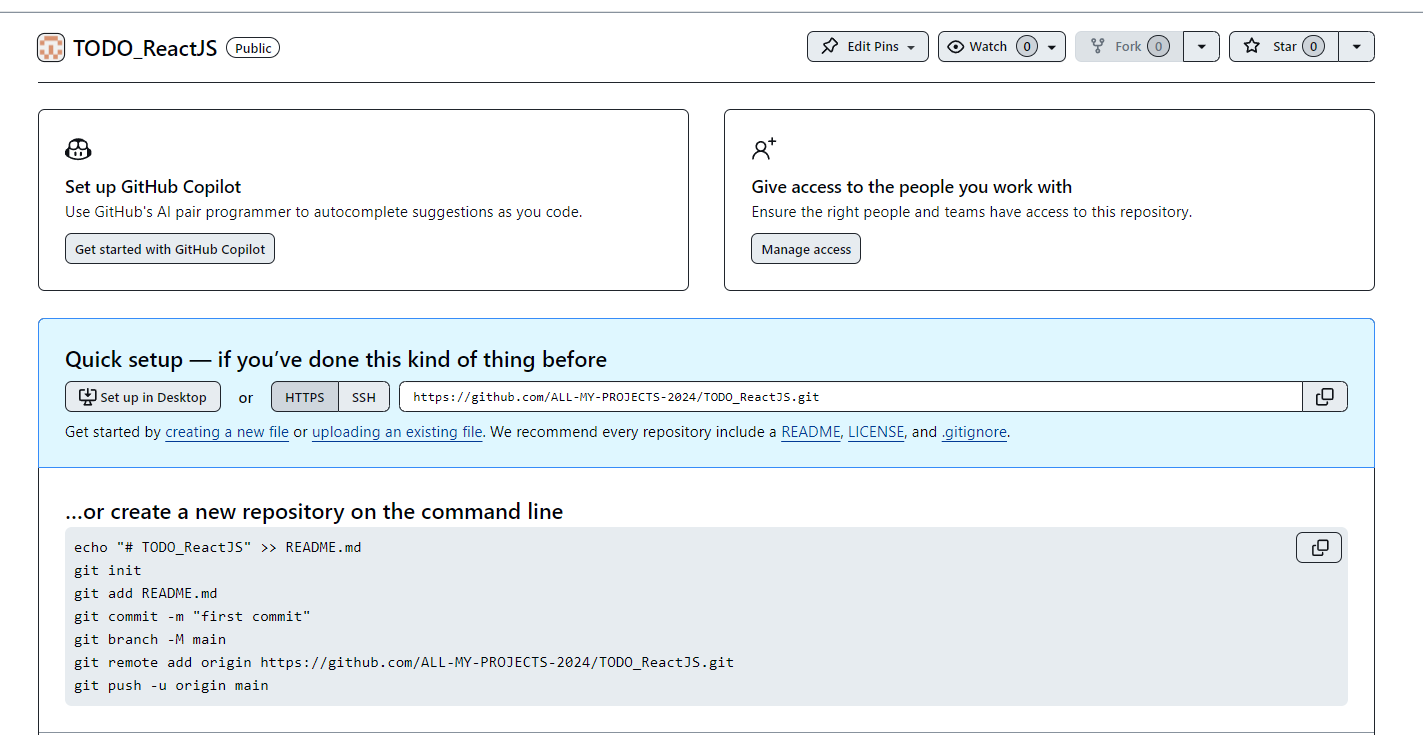 TODO_ReactJS Public Edit Pins Watch 0 Fork 0 Star 0
Set up GitHub Copilot
Use GitHub's AI pair programmer to autocomplete suggestions as you code.
Get started with GitHub Copilot
Give access to the people you work with
Ensure the right people and teams have access to this repository.
Manage access
Quick setup — if you’ve done this kind of thing before
Set up in Desktop or HTTPS SSH https://github.com/ALL-MY-PROJECTS-2024/TODO_ReactJS.git
Get started by creating a new file or uploading an existing file. We recommend every repository include a README, LICENSE, and .gitignore.
…or create a new repository on the command line
echo "# TODO_ReactJS" >> README.md
git init
git add README.md
git commit -m "first commit"
git branch -M main
git remote add origin https://github.com/ALL-MY-PROJECTS-2024/TODO_ReactJS.git
git push -u origin main